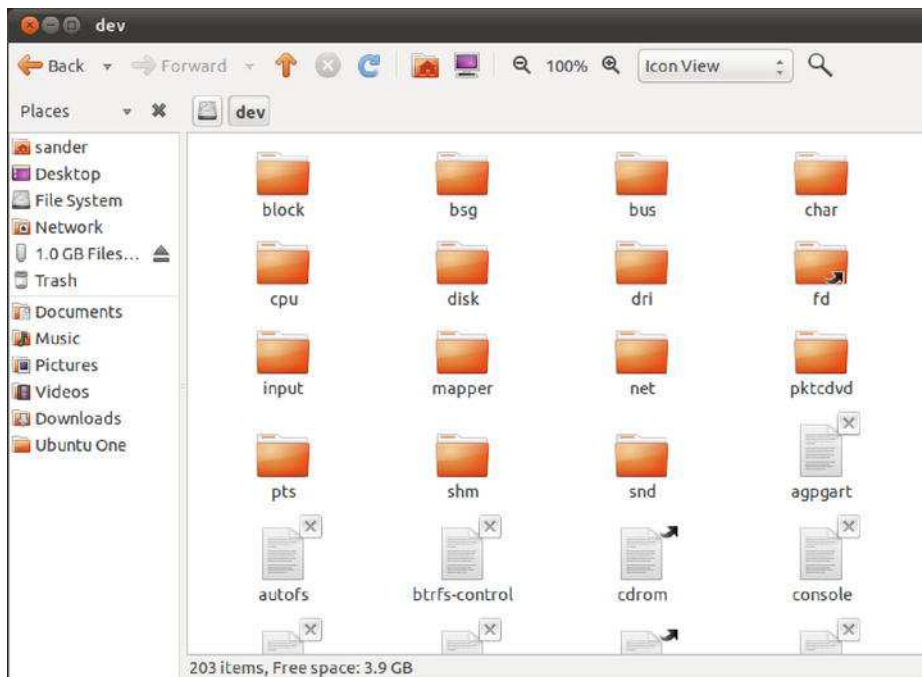 dev
Back Forward 100% Icon View
Places dev
sander
Desktop
File System
Network
1.0 GB Files...
Trash
Documents
Music
Pictures
Videos
Downloads
Ubuntu One
block bsg bus char
cpu disk dri fd
input mapper net pktcdvd
pts shm snd agpgart
autofs btrfs-control cdrom console
203 items, Free space: 3.9 GB